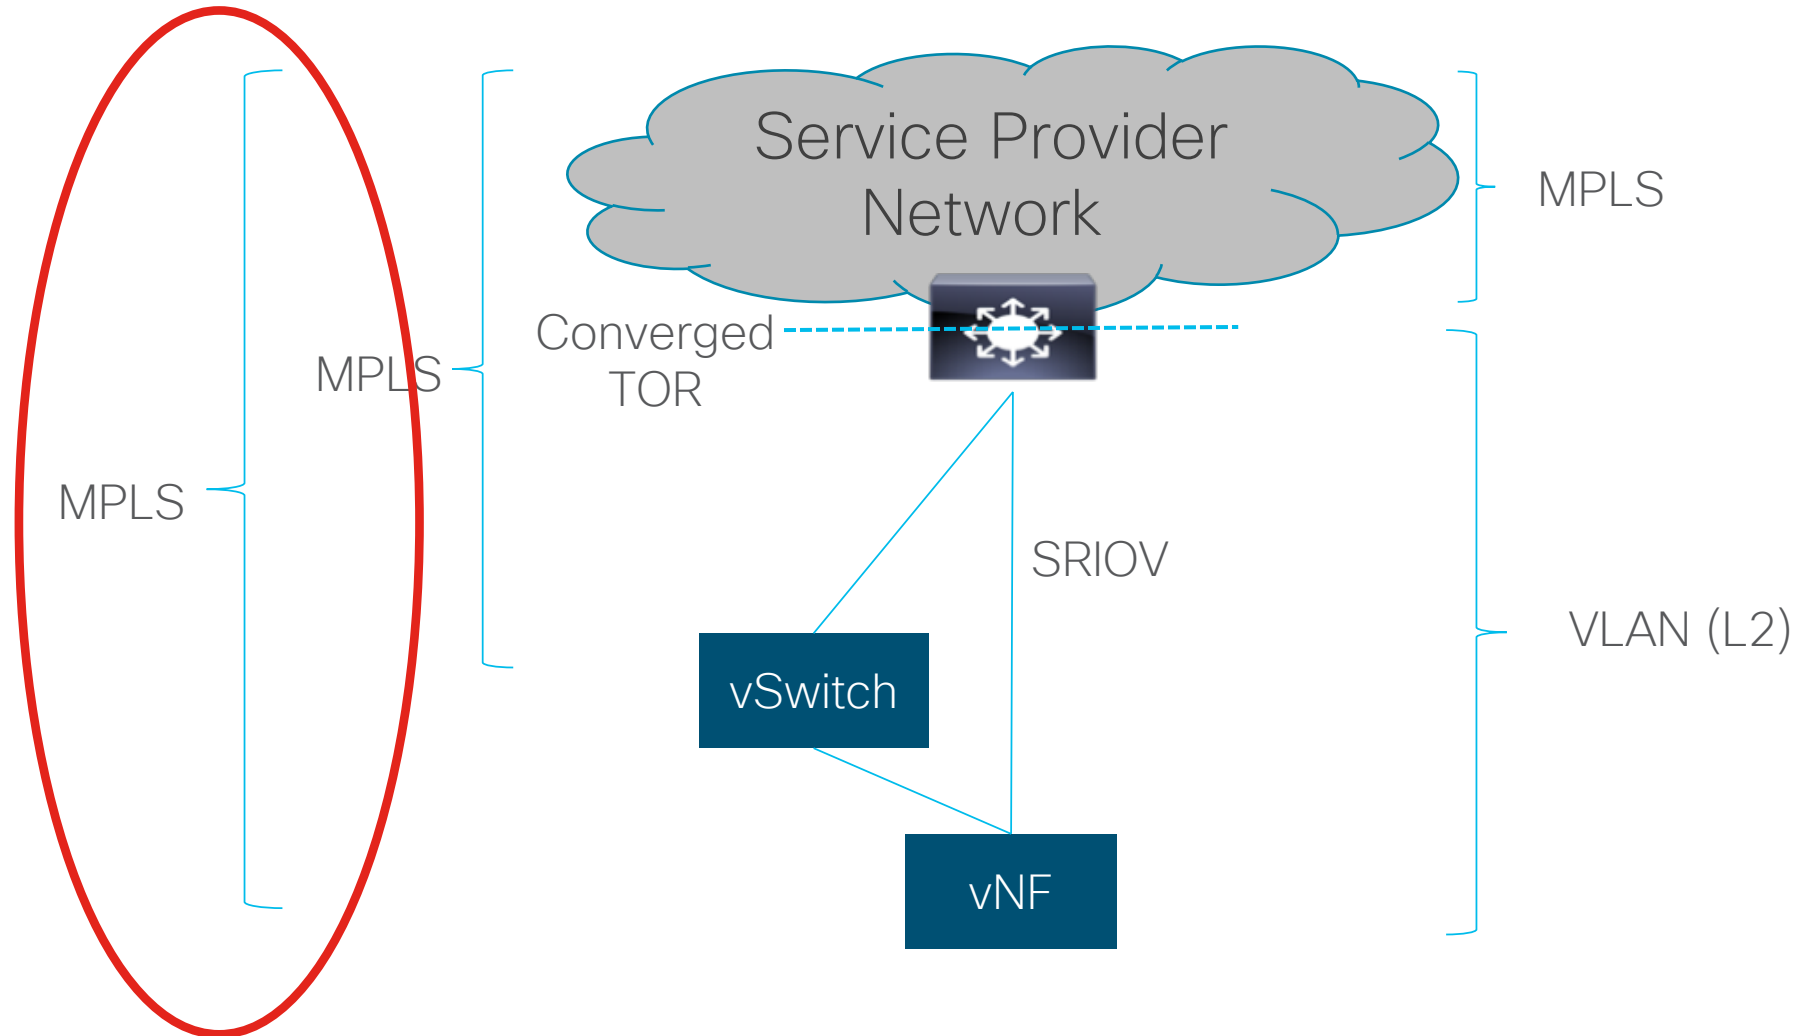 Service Provider
Network
MPLS
Converged
TOR
MPLS
MPLS
SRIOV
VLAN (L2)
vSwitch
vNF